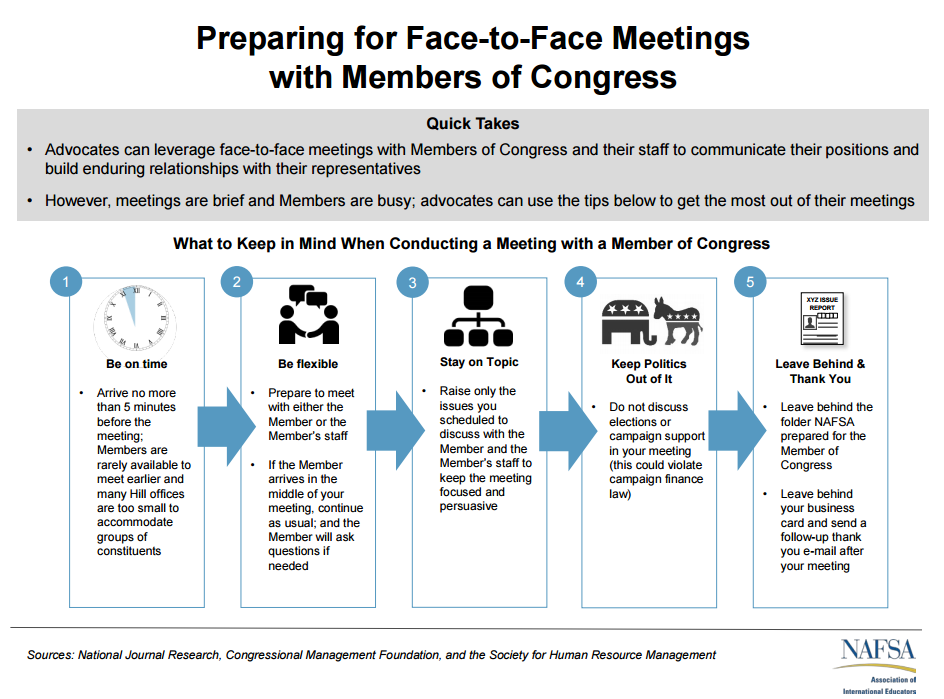 Preparing for Face-to-Face Meetings
with Members of Congress
Quick Takes
• Advocates can leverage face-to-face meetings with Members of Congress and their staff to communicate their positions and
build enduring relationships with their representatives
• However, meetings are brief and Members are busy; advocates can use the tips below to get the most out of their meetings
What to Keep in Mind When Conducting a Meeting with a Member of Congress
1
Be on time
• Arrive no more
than 5 minutes
before the
meeting;
Members are
rarely available to
meet earlier and
many Hill offices
are too small to
accommodate
groups of
constituents
2
Be flexible
• Prepare to meet
with either the
Member or the
Member's staff
• If the Member
arrives in the
middle of your
meeting, continue
as usual; and the
Member will ask
questions if
needed
3
Stay on Topic
• Raise only the
issues you
scheduled to
discuss with the
Member and the
Member's staff to
keep the meeting
focused and
persuasive
4
Keep Politics
Out of It
• Do not discuss
elections or
campaign support
in your meeting
(this could violate
campaign finance
law)
5
XYZ ISSUE
REPORT
Leave Behind &
Thank You
• Leave behind the
folder NAFSA
prepared for the
Member of
Congress
• Leave behind
your business
card and send a
follow-up thank
you e-mail after
your meeting
Sources: National Journal Research, Congressional Management Foundation, and the Society for Human Resource Management
NAFSA
Association of
International Educators